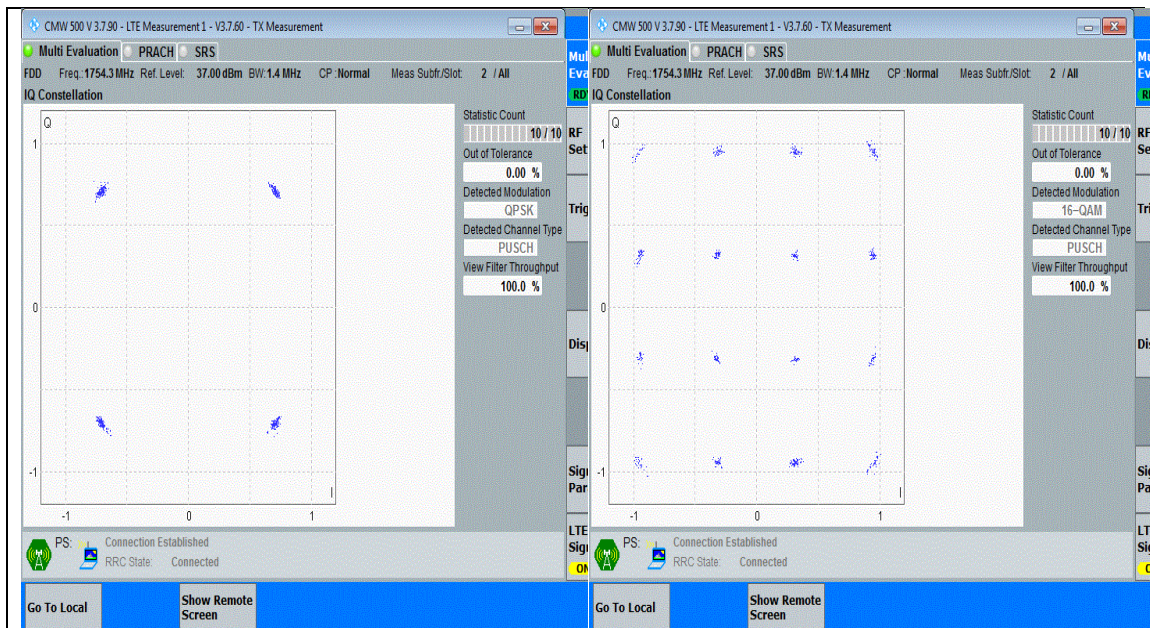 CMW 500 V 3.7.90 - LTE Measurement 1 - V3.7.60 - TX Measurement
Multi Evaluation PRACH SRS
FDD Freq.:1754.3 MHz Ref. Level: 37.00 dBm BW:1.4 MHz CP :Normal Meas Subfr./Slot: 2 / All
IQ Constellation
Q
1
0
-1
-1 0 1
I
Statistic Count
10 / 10
Out of Tolerance
0.00 %
Detected Modulation
QPSK
Detected Channel Type
PUSCH
View Filter Throughput
100.0 %
RF
Set
Trig
PS: Connection Established
RRC State: Connected
Go To Local
Show Remote
Screen
CMW 500 V 3.7.90 - LTE Measurement 1 - V3.7.60 - TX Measurement
Multi Evaluation PRACH SRS
FDD Freq.:1754.3 MHz Ref. Level: 37.00 dBm BW:1.4 MHz CP :Normal Meas Subfr./Slot: 2 / All
IQ Constellation
Q
1
0
-1
-1 0 1
I
Statistic Count
10 / 10
Out of Tolerance
0.00 %
Detected Modulation
16-QAM
Detected Channel Type
PUSCH
View Filter Throughput
100.0 %
RF
PS: Connection Established
RRC State: Connected
Go To Local
Show Remote
Screen